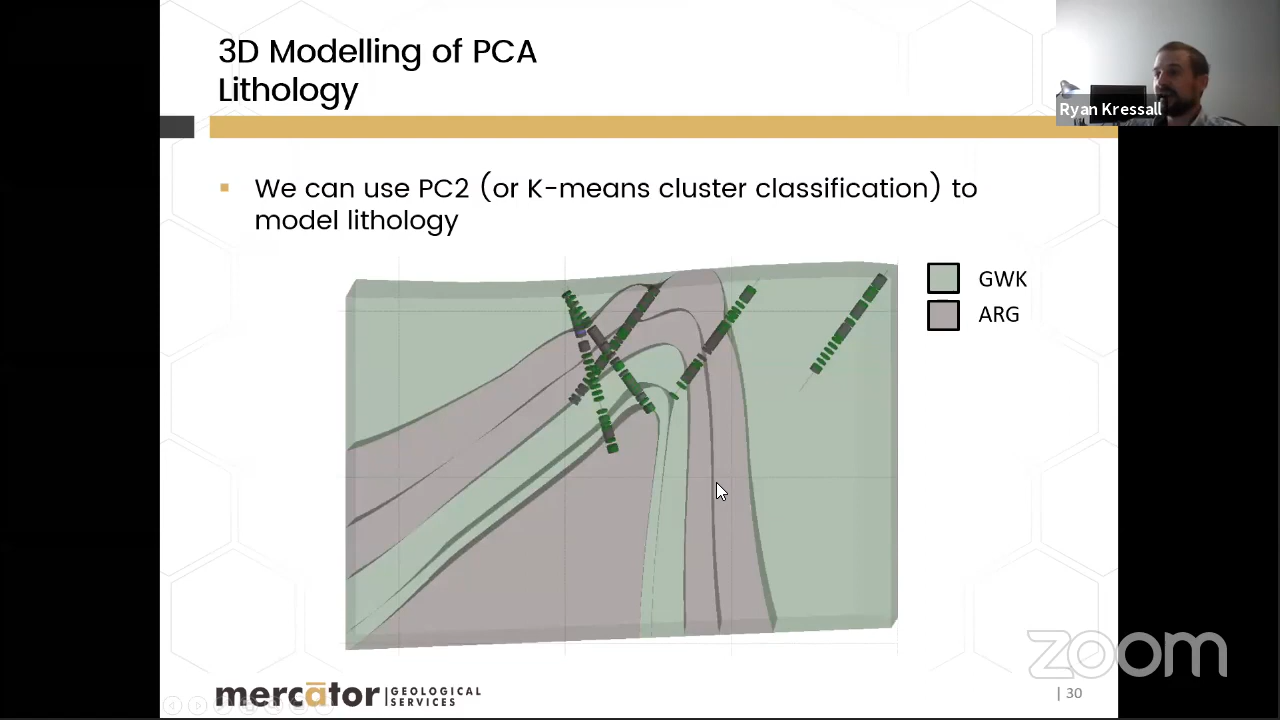 3D Modelling of PCA
Lithology
Ryan Kressall
▪ We can use PC2 (or K-means cluster classification) to
model lithology
GWK
ARG
mercātor | GEOLOGICAL
SERVICES
| 30
zoom